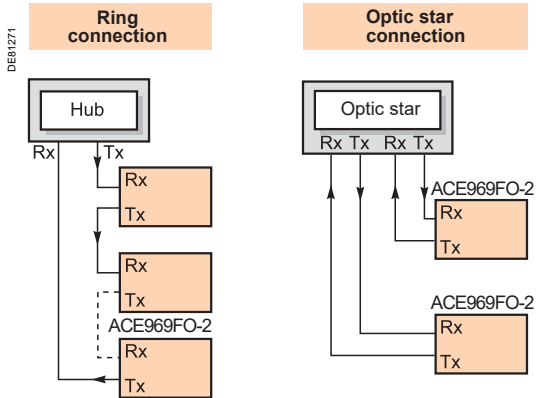 DE81271
Ring
connection
Hub
Rx Tx
Rx
Tx
Rx
Tx
ACE969FO-2
Rx
Tx
Optic star
connection
Optic star
Rx Tx Rx Tx
ACE969FO-2
Rx
Tx
ACE969FO-2
Rx
Tx